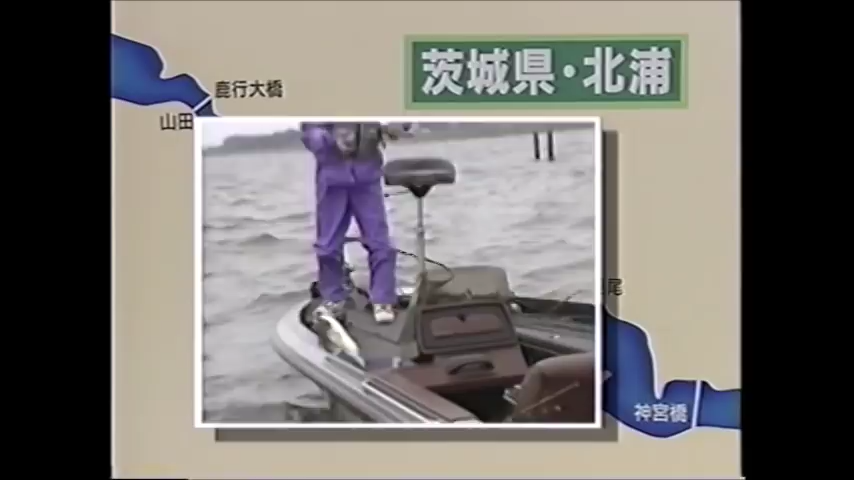 茨城県・北浦
鹿行大橋
山田
尾
神宮橋